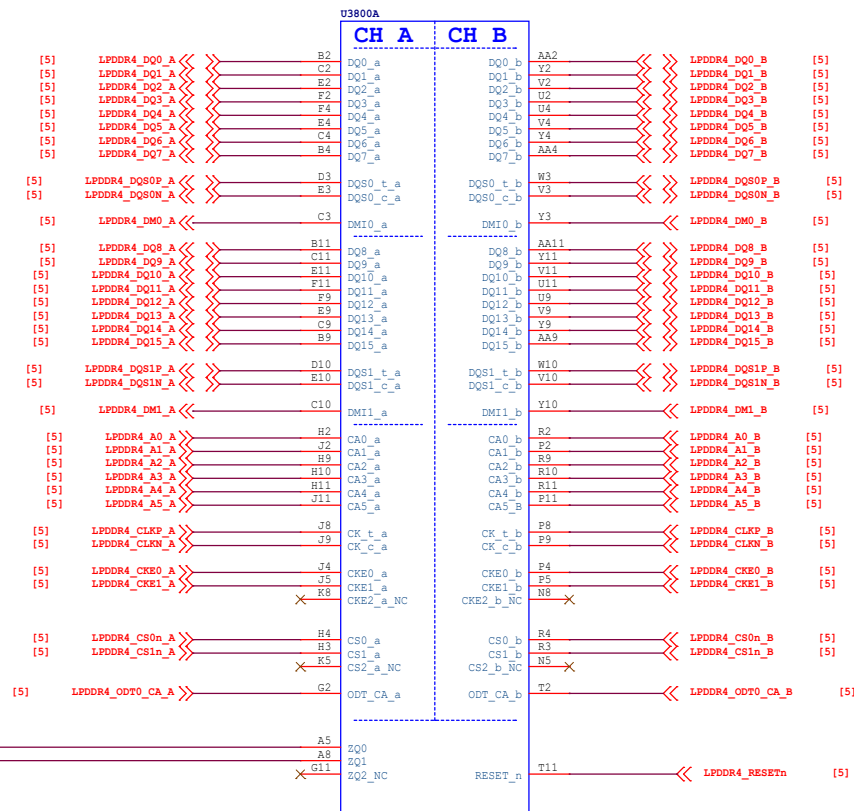 U3800A
CH A CH B
[5] LPDDR4_DQ0_A B2 DQ0_a DQ0_b AA2 LPDDR4_DQ0_B [5]
[5] LPDDR4_DQ1_A C2 DQ1_a DQ1_b Y2 LPDDR4_DQ1_B [5]
[5] LPDDR4_DQ2_A E2 DQ2_a DQ2_b V2 LPDDR4_DQ2_B [5]
[5] LPDDR4_DQ3_A F2 DQ3_a DQ3_b U2 LPDDR4_DQ3_B [5]
[5] LPDDR4_DQ4_A F4 DQ4_a DQ4_b U4 LPDDR4_DQ4_B [5]
[5] LPDDR4_DQ5_A E4 DQ5_a DQ5_b V4 LPDDR4_DQ5_B [5]
[5] LPDDR4_DQ6_A C4 DQ6_a DQ6_b Y4 LPDDR4_DQ6_B [5]
[5] LPDDR4_DQ7_A B4 DQ7_a DQ7_b AA4 LPDDR4_DQ7_B [5]
[5] LPDDR4_DQS0P_A D3 DQS0_t_a DQS0_t_b W3 LPDDR4_DQS0P_B [5]
[5] LPDDR4_DQS0N_A E3 DQS0_c_a DQS0_c_b V3 LPDDR4_DQS0N_B [5]
[5] LPDDR4_DM0_A C3 DMI0_a DMI0_b Y3 LPDDR4_DM0_B [5]
[5] LPDDR4_DQ8_A B11 DQ8_a DQ8_b AA11 LPDDR4_DQ8_B [5]
[5] LPDDR4_DQ9_A C11 DQ9_a DQ9_b Y11 LPDDR4_DQ9_B [5]
[5] LPDDR4_DQ10_A E11 DQ10_a DQ10_b V11 LPDDR4_DQ10_B [5]
[5] LPDDR4_DQ11_A F11 DQ11_a DQ11_b U11 LPDDR4_DQ11_B [5]
[5] LPDDR4_DQ12_A F9 DQ12_a DQ12_b U9 LPDDR4_DQ12_B [5]
[5] LPDDR4_DQ13_A E9 DQ13_a DQ13_b V9 LPDDR4_DQ13_B [5]
[5] LPDDR4_DQ14_A C9 DQ14_a DQ14_b Y9 LPDDR4_DQ14_B [5]
[5] LPDDR4_DQ15_A B9 DQ15_a DQ15_b AA9 LPDDR4_DQ15_B [5]
[5] LPDDR4_DQS1P_A D10 DQS1_t_a DQS1_t_b W10 LPDDR4_DQS1P_B [5]
[5] LPDDR4_DQS1N_A E10 DQS1_c_a DQS1_c_b V10 LPDDR4_DQS1N_B [5]
[5] LPDDR4_DM1_A C10 DMI1_a DMI1_b Y10 LPDDR4_DM1_B [5]
[5] LPDDR4_A0_A H2 CA0_a CA0_b R2 LPDDR4_A0_B [5]
[5] LPDDR4_A1_A J2 CA1_a CA1_b P2 LPDDR4_A1_B [5]
[5] LPDDR4_A2_A H9 CA2_a CA2_b R9 LPDDR4_A2_B [5]
[5] LPDDR4_A3_A H10 CA3_a CA3_b R10 LPDDR4_A3_B [5]
[5] LPDDR4_A4_A H11 CA4_a CA4_b R11 LPDDR4_A4_B [5]
[5] LPDDR4_A5_A J11 CA5_a CA5_B P11 LPDDR4_A5_B [5]
[5] LPDDR4_CLKP_A J8 CK_t_a CK_t_b P8 LPDDR4_CLKP_B [5]
[5] LPDDR4_CLKN_A J9 CK_c_a CK_c_b P9 LPDDR4_CLKN_B [5]
[5] LPDDR4_CKE0_A J4 CKE0_a CKE0_b P4 LPDDR4_CKE0_B [5]
[5] LPDDR4_CKE1_A J5 CKE1_a CKE1_b P5 LPDDR4_CKE1_B [5]
K8 CKE2_a_NC CKE2_b_NC N8
[5] LPDDR4_CS0n_A H4 CS0_a CS0_b R4 LPDDR4_CS0n_B [5]
[5] LPDDR4_CS1n_A H3 CS1_a CS1_b R3 LPDDR4_CS1n_B [5]
K5 CS2_a_NC CS2_b_NC N5
[5] LPDDR4_ODT0_CA_A G2 ODT_CA_a ODT_CA_b T2 LPDDR4_ODT0_CA_B [5]
A5 ZQ0
A8 ZQ1
G11 ZQ2_NC RESET_n T11 LPDDR4_RESETn [5]